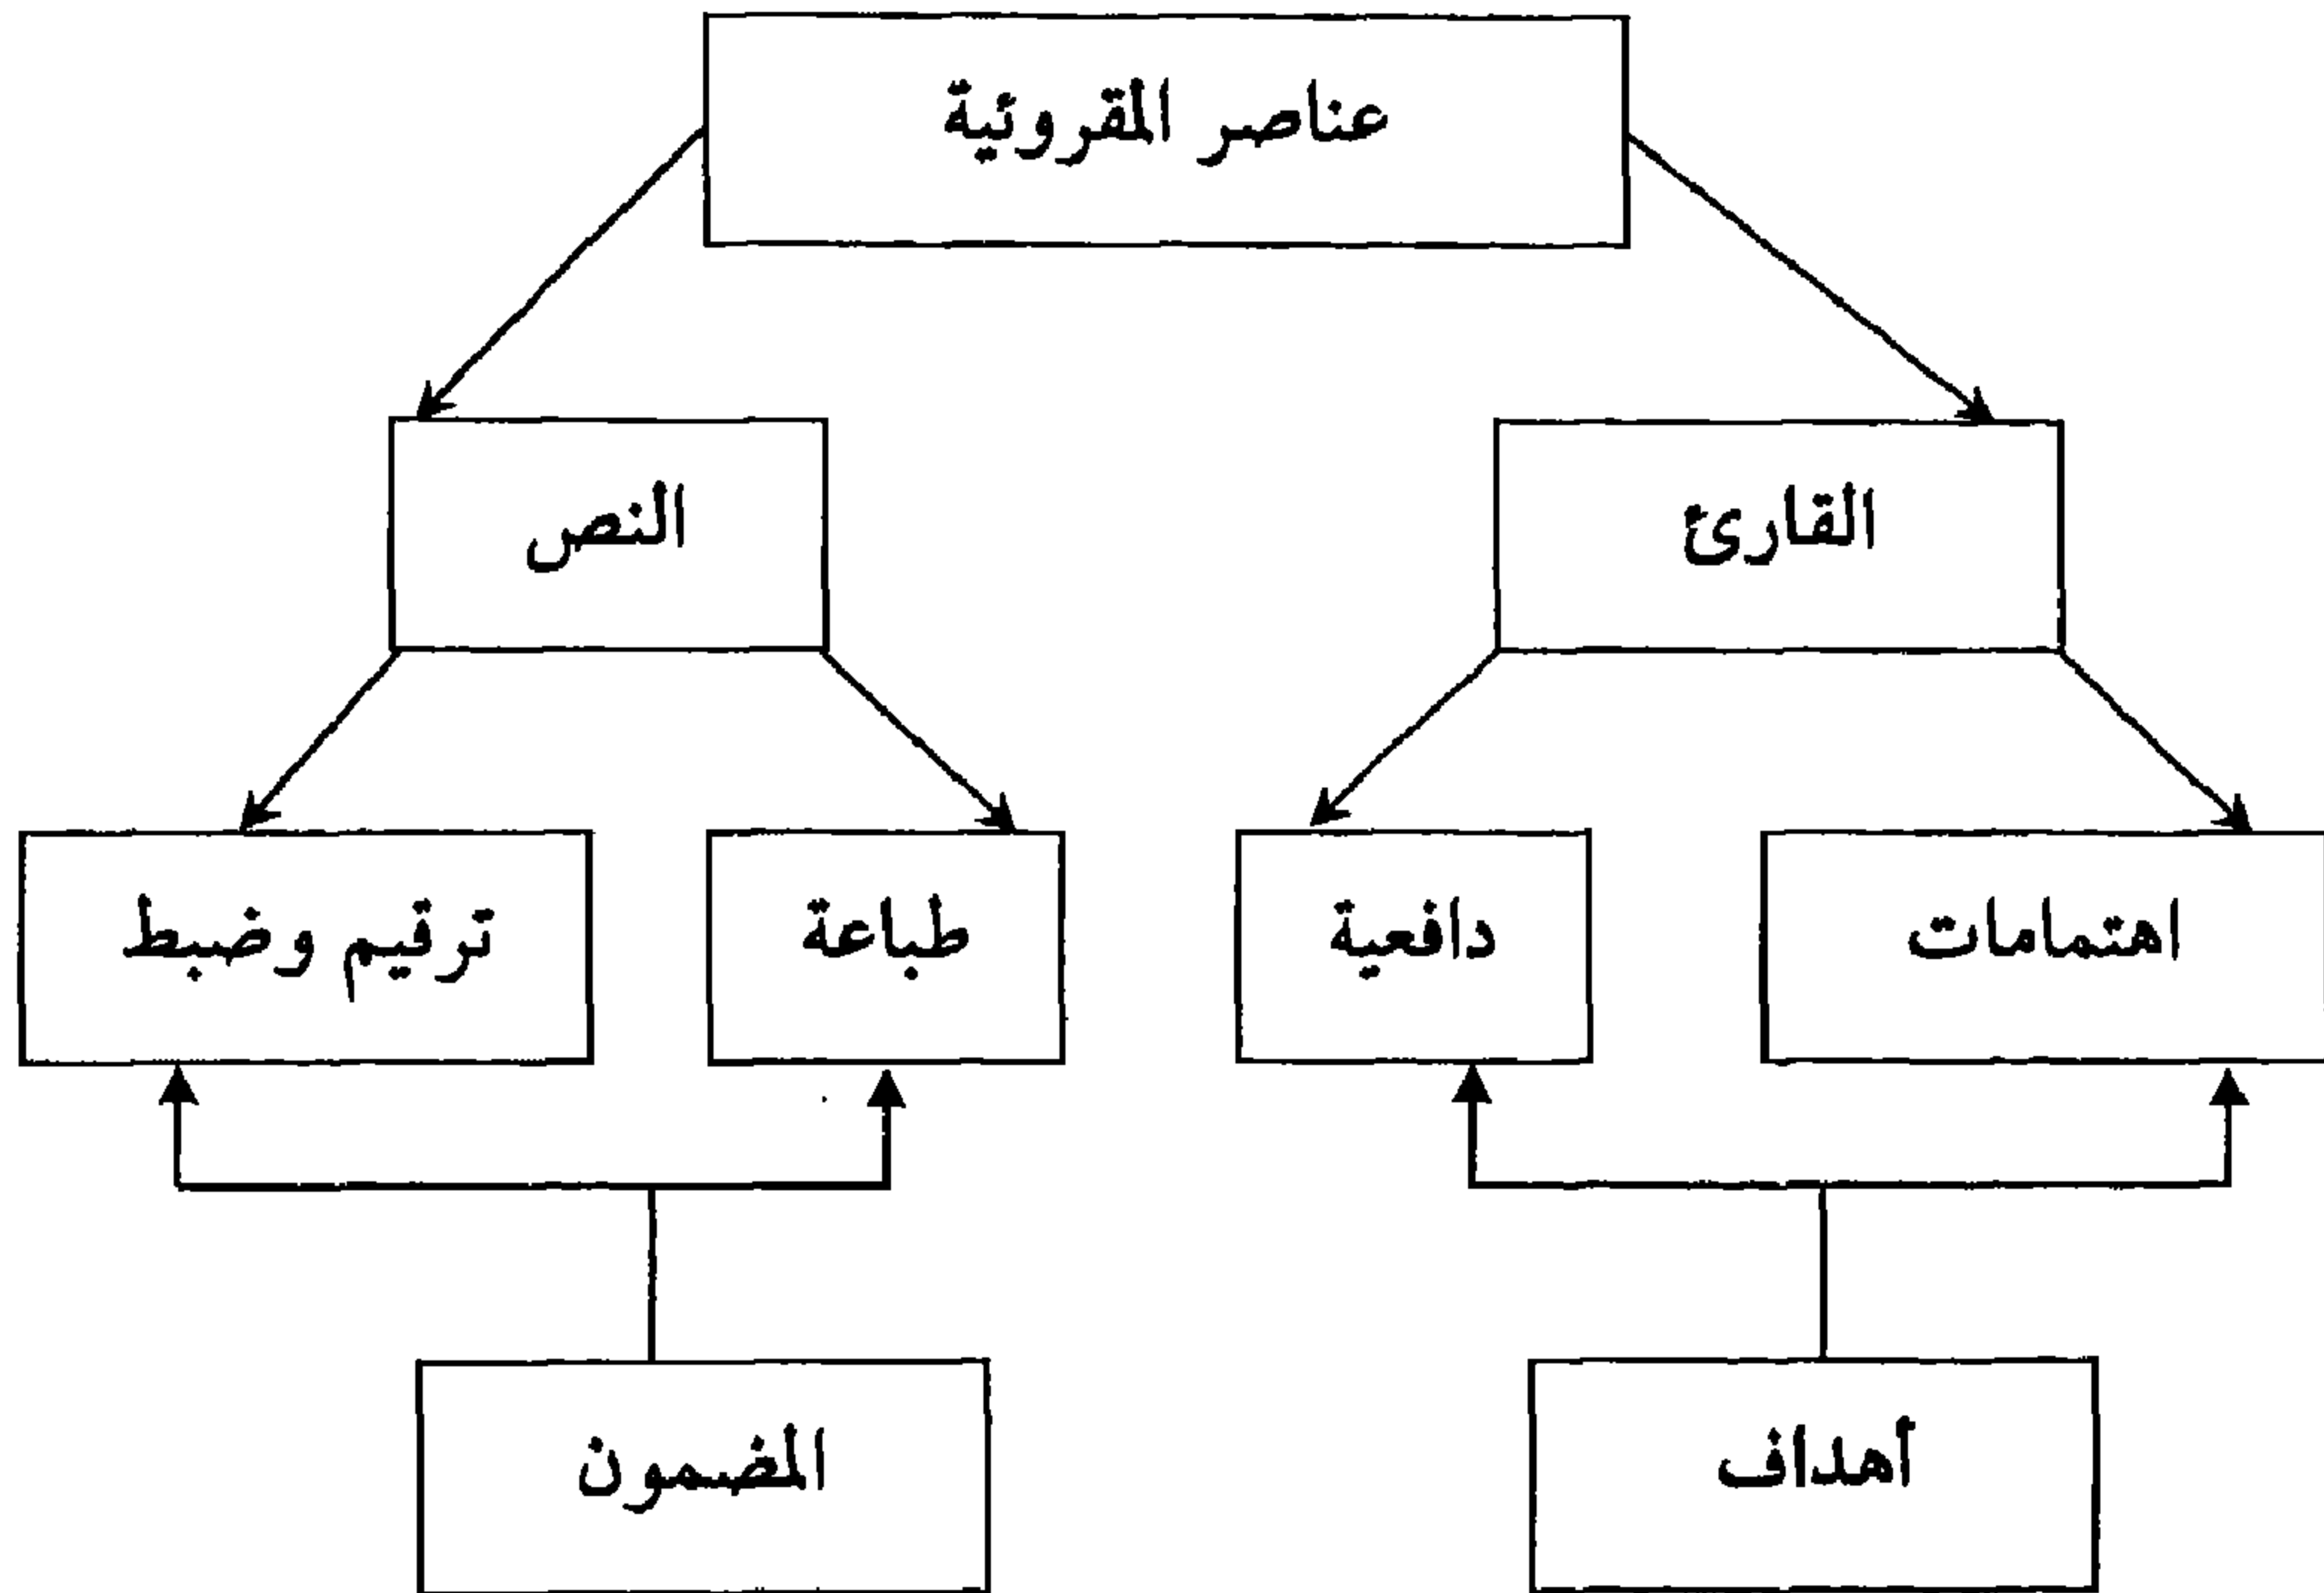 عناصر المقروئية
القارئ
النص
اهتمامات
دافعية
طباعة
ترقيم وضبط
أهداف
المضمون